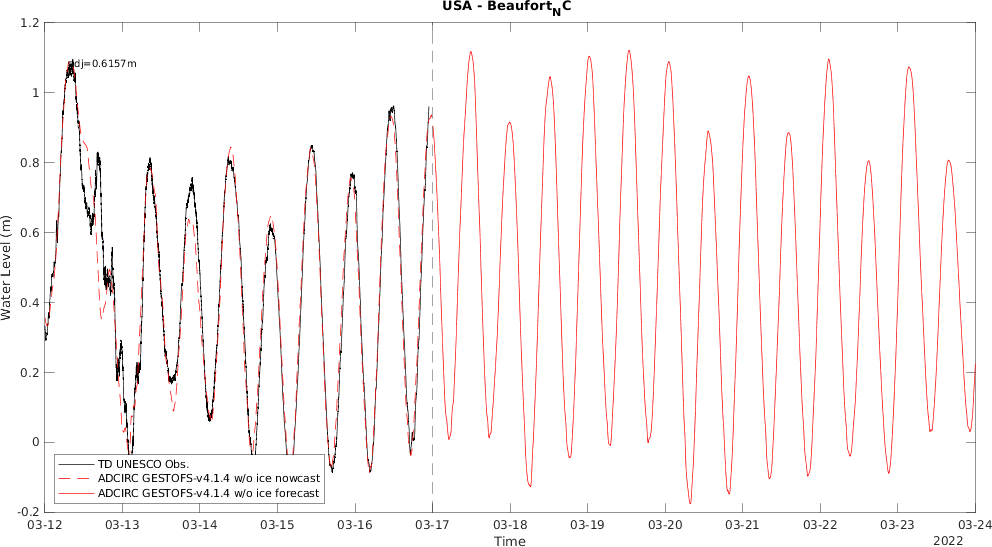 USA - Beaufort_NC
1.2
1
0.8
0.6
0.4
0.2
0
-0.2
Water Level (m)
dj=0.6157m
TD UNESCO Obs.
ADCIRC GESTOFS-v4.1.4 w/o ice nowcast
ADCIRC GESTOFS-v4.1.4 w/o ice forecast
03-12 03-13 03-14 03-15 03-16 03-17 03-18 03-19 03-20 03-21 03-22 03-23 03-24
Time
2022